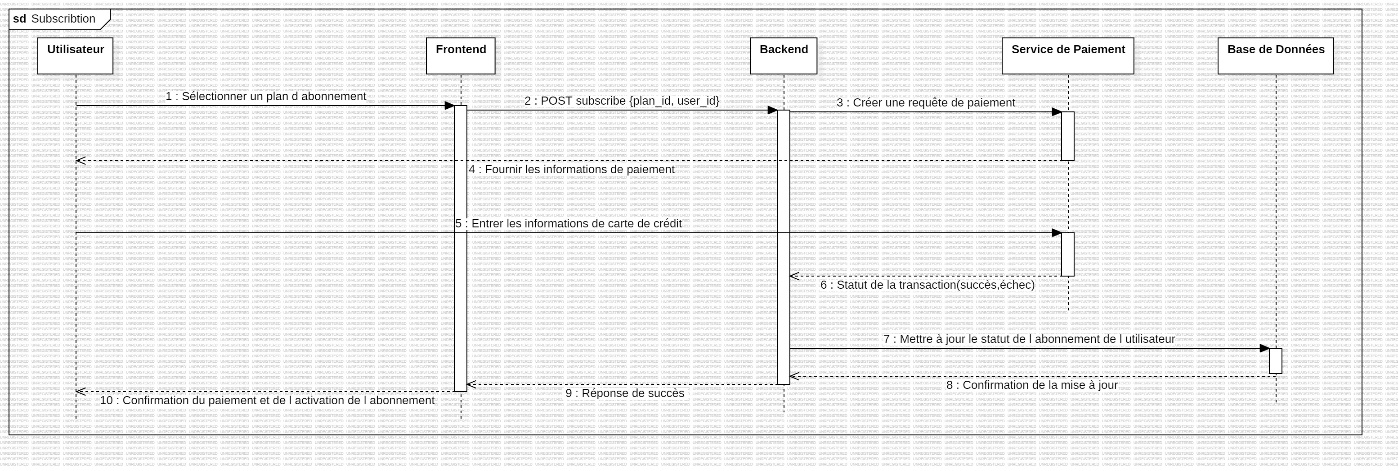 sd Subscribtion
Utilisateur
Frontend
Backend
Service de Paiement
Base de Données
1 : Sélectionner un plan d abonnement
2 : POST subscribe {plan_id, user_id}
3 : Créer une requête de paiement
4 : Fournir les informations de paiement
5 : Entrer les informations de carte de crédit
6 : Statut de la transaction(succès,échec)
7 : Mettre à jour le statut de l abonnement de l utilisateur
8 : Confirmation de la mise à jour
9 : Réponse de succès
10 : Confirmation du paiement et de l activation de l abonnement